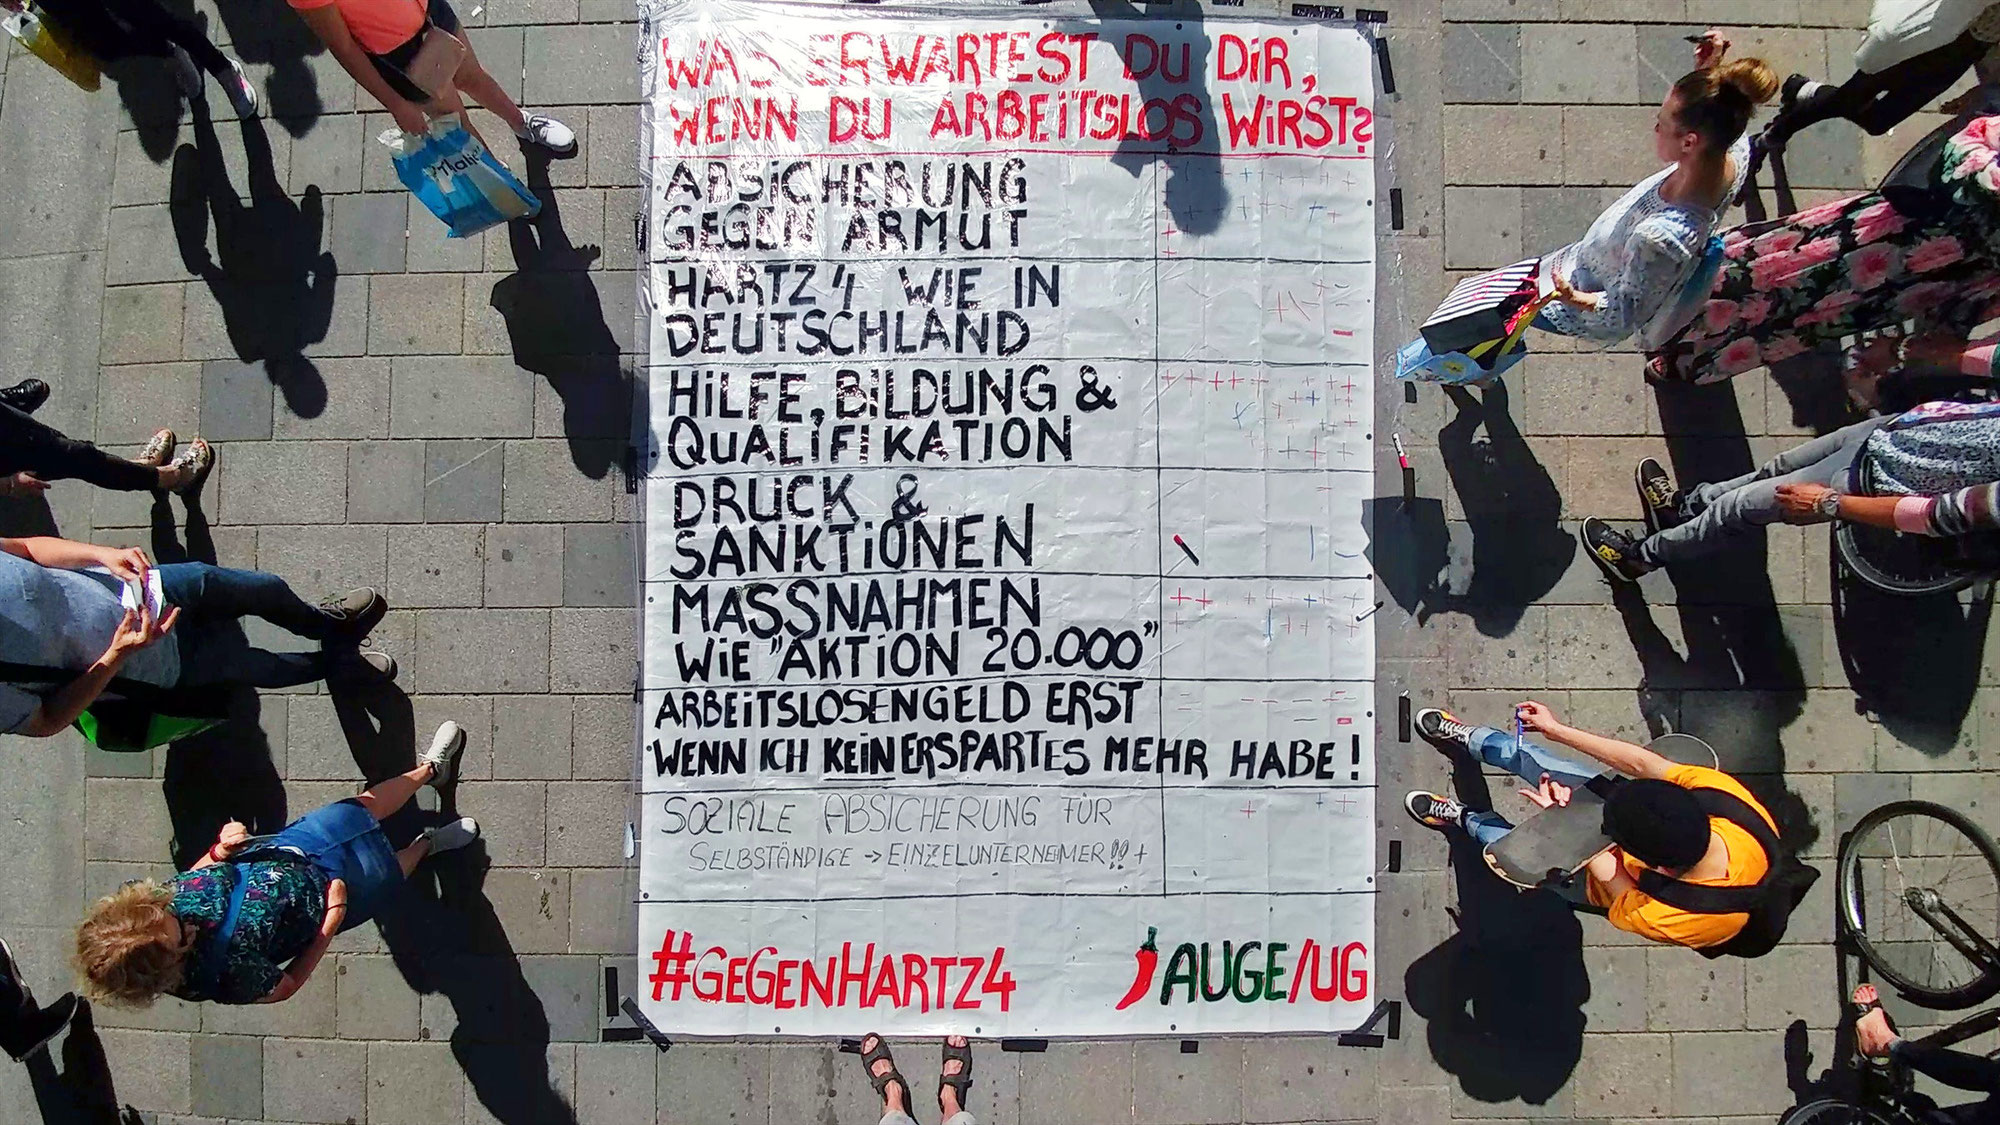 WAS ERWARTEST DU DiR,
WENN DU ARBEiTSLOS WiRST?
ABSiCHERUNG
GEGEN ARMUT
HARTZ 4 WIE IN
DEUTSCHLAND
HiLFE, BiLDUNG &
QUALiFiKATiON
DRUCK &
SANKTiONEN
MASSNAHMEN
WiE "AKTiON 20.000"
ARBEiTSLOSENGELD ERST
WENN ICH KEIN ERSPARTES MEHR HABE!
SOZIALE ABSICHERUNG FÜR
SELBSTÄNDIGE → EINZELUNTERNEHMER!! +
#GEGENHARTZ4
AUGE/UG
Thalia